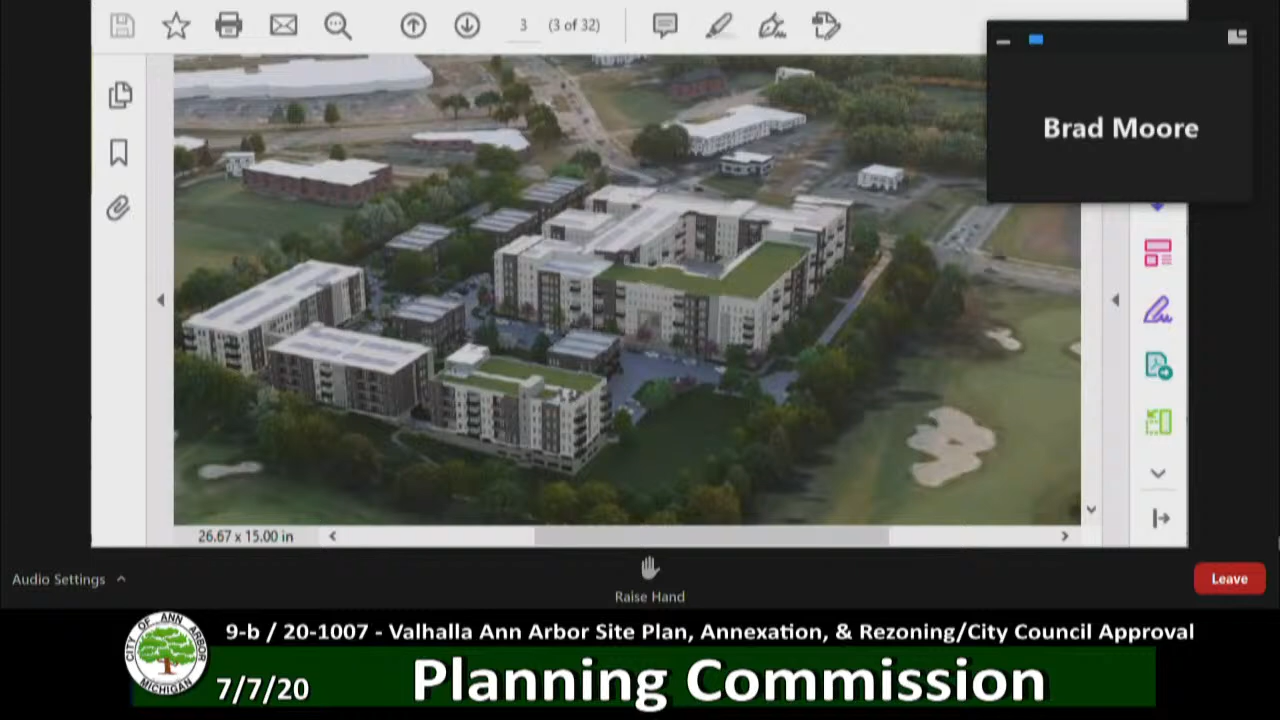 3 (3 of 32)
Brad Moore
26.67 x 15.00 in
Audio Settings
Leave
Raise Hand
9-b / 20-1007 - Valhalla Ann Arbor Site Plan, Annexation, & Rezoning/City Council Approval
CITY OF ANN ARBOR
MICHIGAN
7/7/20
Planning Commission